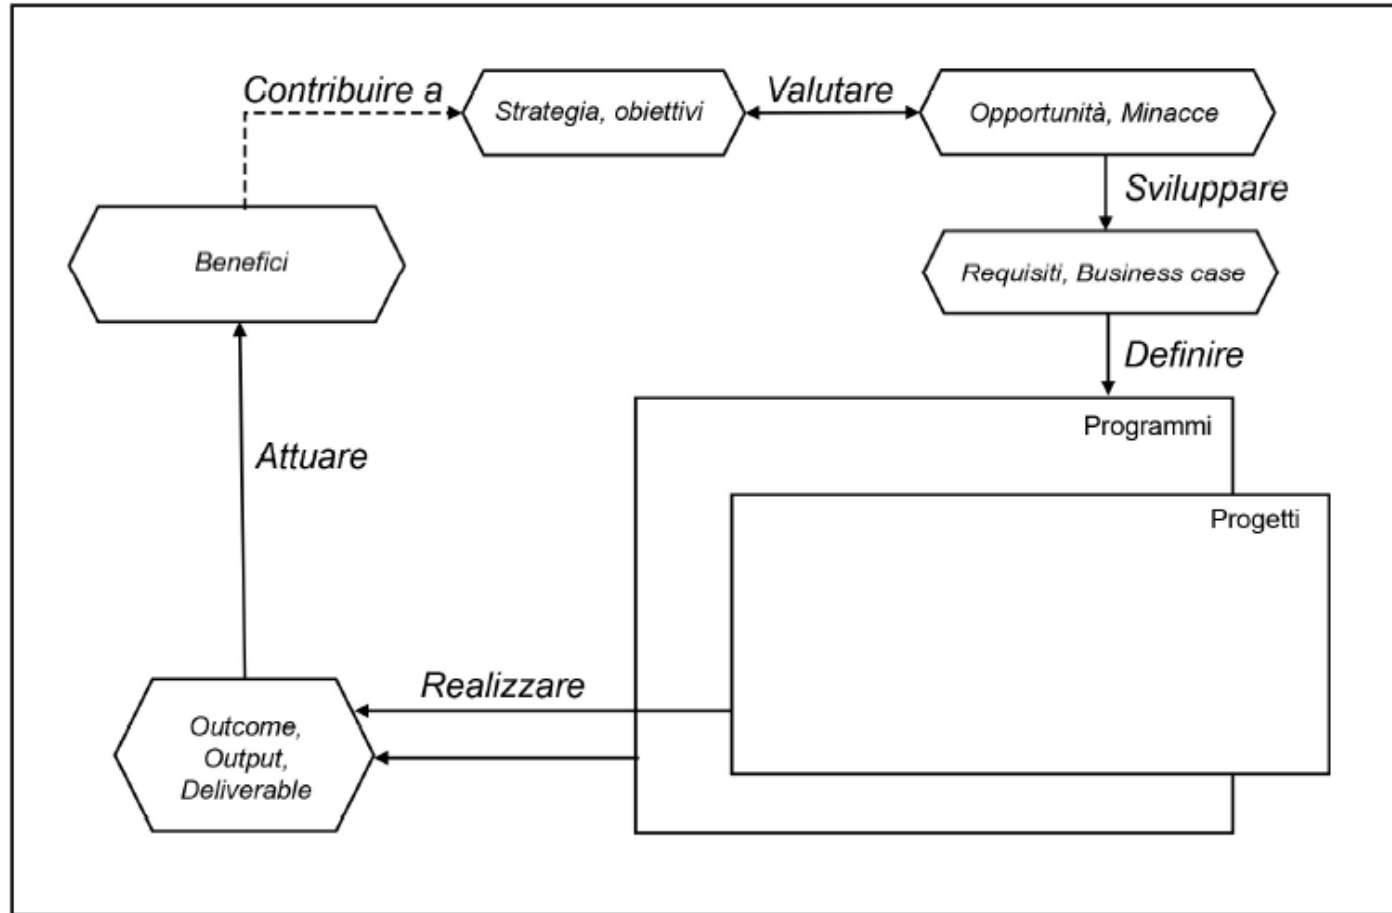 Contribuire a
Strategia, obiettivi
Valutare
Opportunità, Minacce
Sviluppare
Benefici
Requisiti, Business case
Definire
Programmi
Attuare
Progetti
Realizzare
Outcome,
Output,
Deliverable